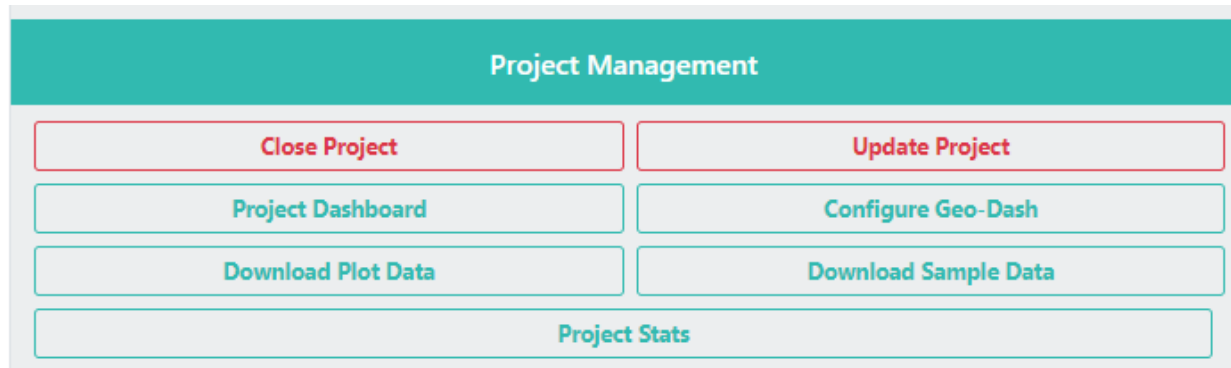 Project Management
Close Project
Update Project
Project Dashboard
Configure Geo-Dash
Download Plot Data
Download Sample Data
Project Stats